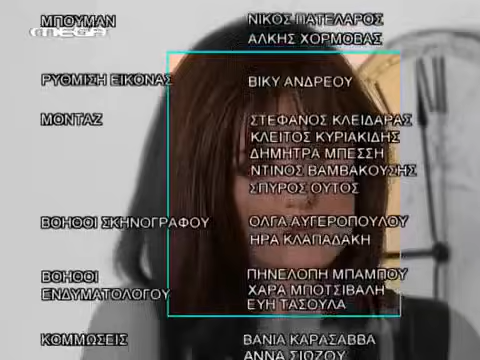 ΜΠΟΥΜΑΝ ΝΙΚΟΣ ΠΑΤΕΛΑΡΟΣ
MEGA ΑΛΚΗΣ ΧΟΡΜΟΒΑΣ
ΡΥΘΜΙΣΗ ΕΙΚΟΝΑΣ ΒΙΚΥ ΑΝΔΡΕΟΥ
ΜΟΝΤΑΖ ΣΤΕΦΑΝΟΣ ΚΛΕΙΔΑΡΑΣ
ΚΛΕΙΤΟΣ ΚΥΡΙΑΚΙΔΗΣ
ΔΗΜΗΤΡΑ ΜΠΕΣΣΗ
ΝΤΙΝΟΣ ΒΑΜΒΑΚΟΥΣΗΣ
ΣΠΥΡΟΣ ΟΥΤΟΣ
ΒΟΗΘΟΙ ΣΚΗΝΟΓΡΑΦΟΥ ΟΛΓΑ ΑΥΓΕΡΟΠΟΥΛΟΥ
ΗΡΑ ΚΛΑΠΑΔΑΚΗ
ΒΟΗΘΟΙ ΠΗΝΕΛΟΠΗ ΜΠΑΜΠΟΥ
ΕΝΔΥΜΑΤΟΛΟΓΟΥ ΧΑΡΑ ΜΠΟΤΣΙΒΑΛΗ
ΕΥΗ ΤΑΣΟΥΛΑ
ΚΟΜΜΩΣΕΙΣ ΒΑΝΙΑ ΚΑΡΑΣΑΒΒΑ
ΑΝΝΑ ΣΙΩΖΟΥ